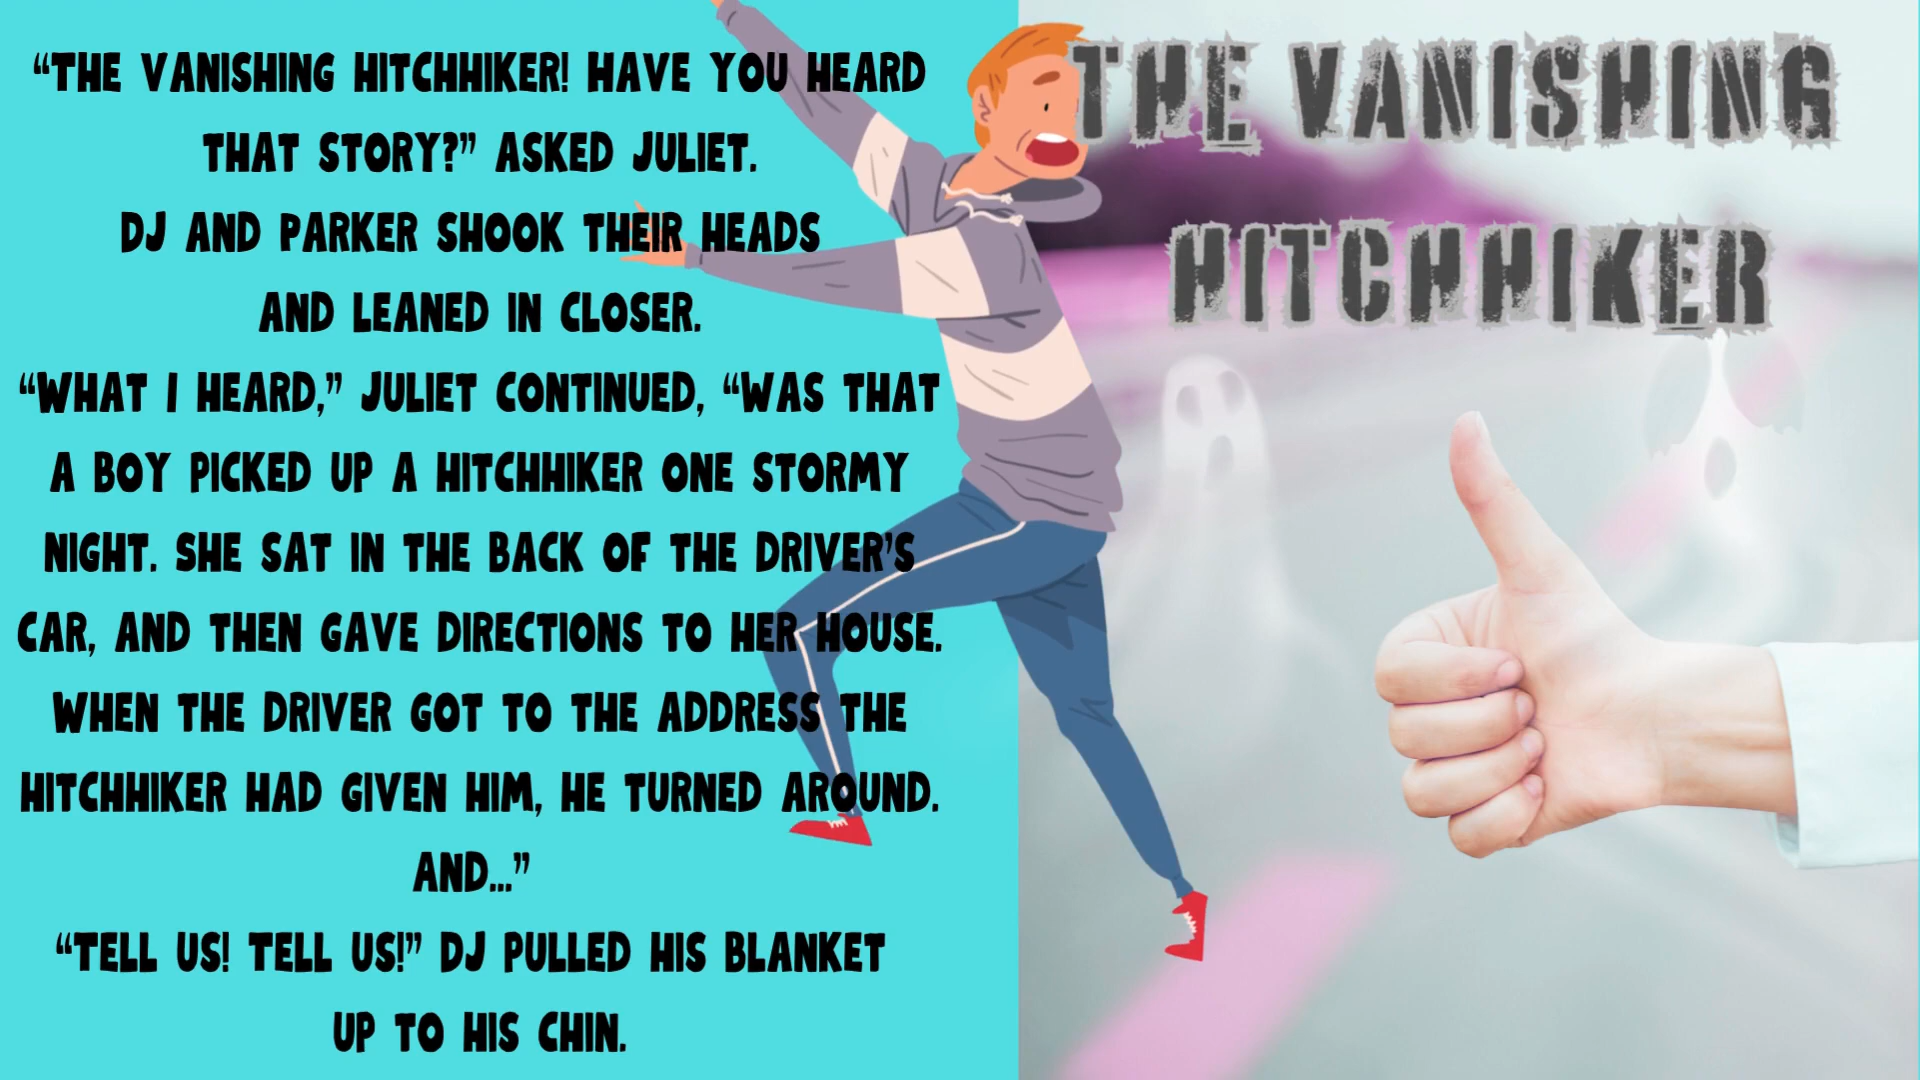 “THE VANISHING HITCHHIKER! HAVE YOU HEARD
THAT STORY?” ASKED JULIET.
DJ AND PARKER SHOOK THEIR HEADS
AND LEANED IN CLOSER.
“WHAT I HEARD,” JULIET CONTINUED, “WAS THAT
A BOY PICKED UP A HITCHHIKER ONE STORMY
NIGHT. SHE SAT IN THE BACK OF THE DRIVER’S
CAR, AND THEN GAVE DIRECTIONS TO HER HOUSE.
WHEN THE DRIVER GOT TO THE ADDRESS THE
HITCHHIKER HAD GIVEN HIM, HE TURNED AROUND.
AND...”
“TELL US! TELL US!” DJ PULLED HIS BLANKET
UP TO HIS CHIN.
THE VANISHING
HITCHHIKER